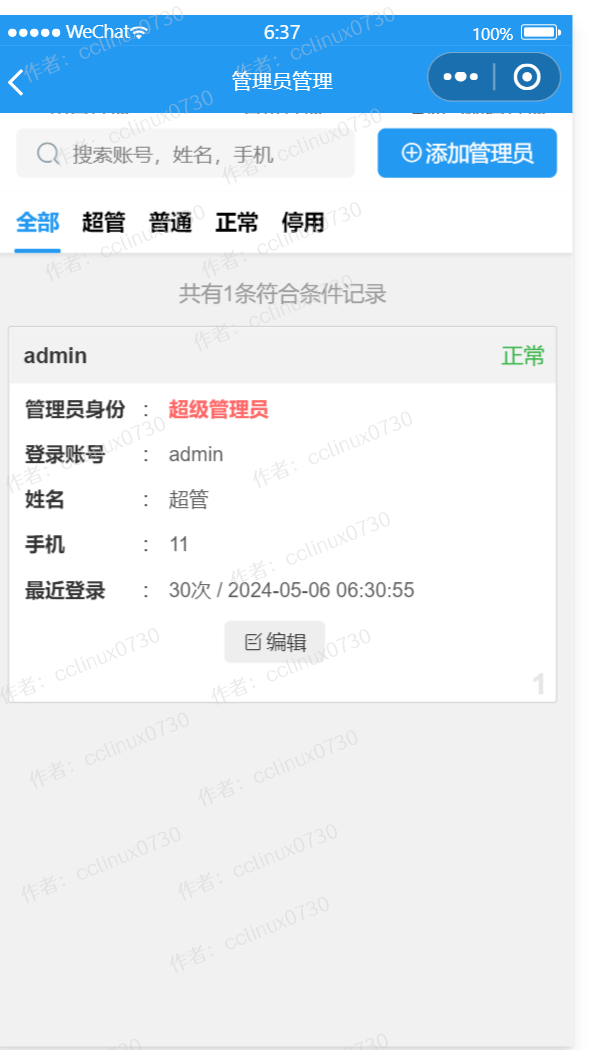 WeChat 6:37 100%
管理员管理
搜索账号，姓名，手机 添加管理员
全部 超管 普通 正常 停用
共有1条符合条件记录
admin 正常
管理员身份 : 超级管理员
登录账号 : admin
姓名 : 超管
手机 : 11
最近登录 : 30次 / 2024-05-06 06:30:55
编辑
1
作者：cclinux0730